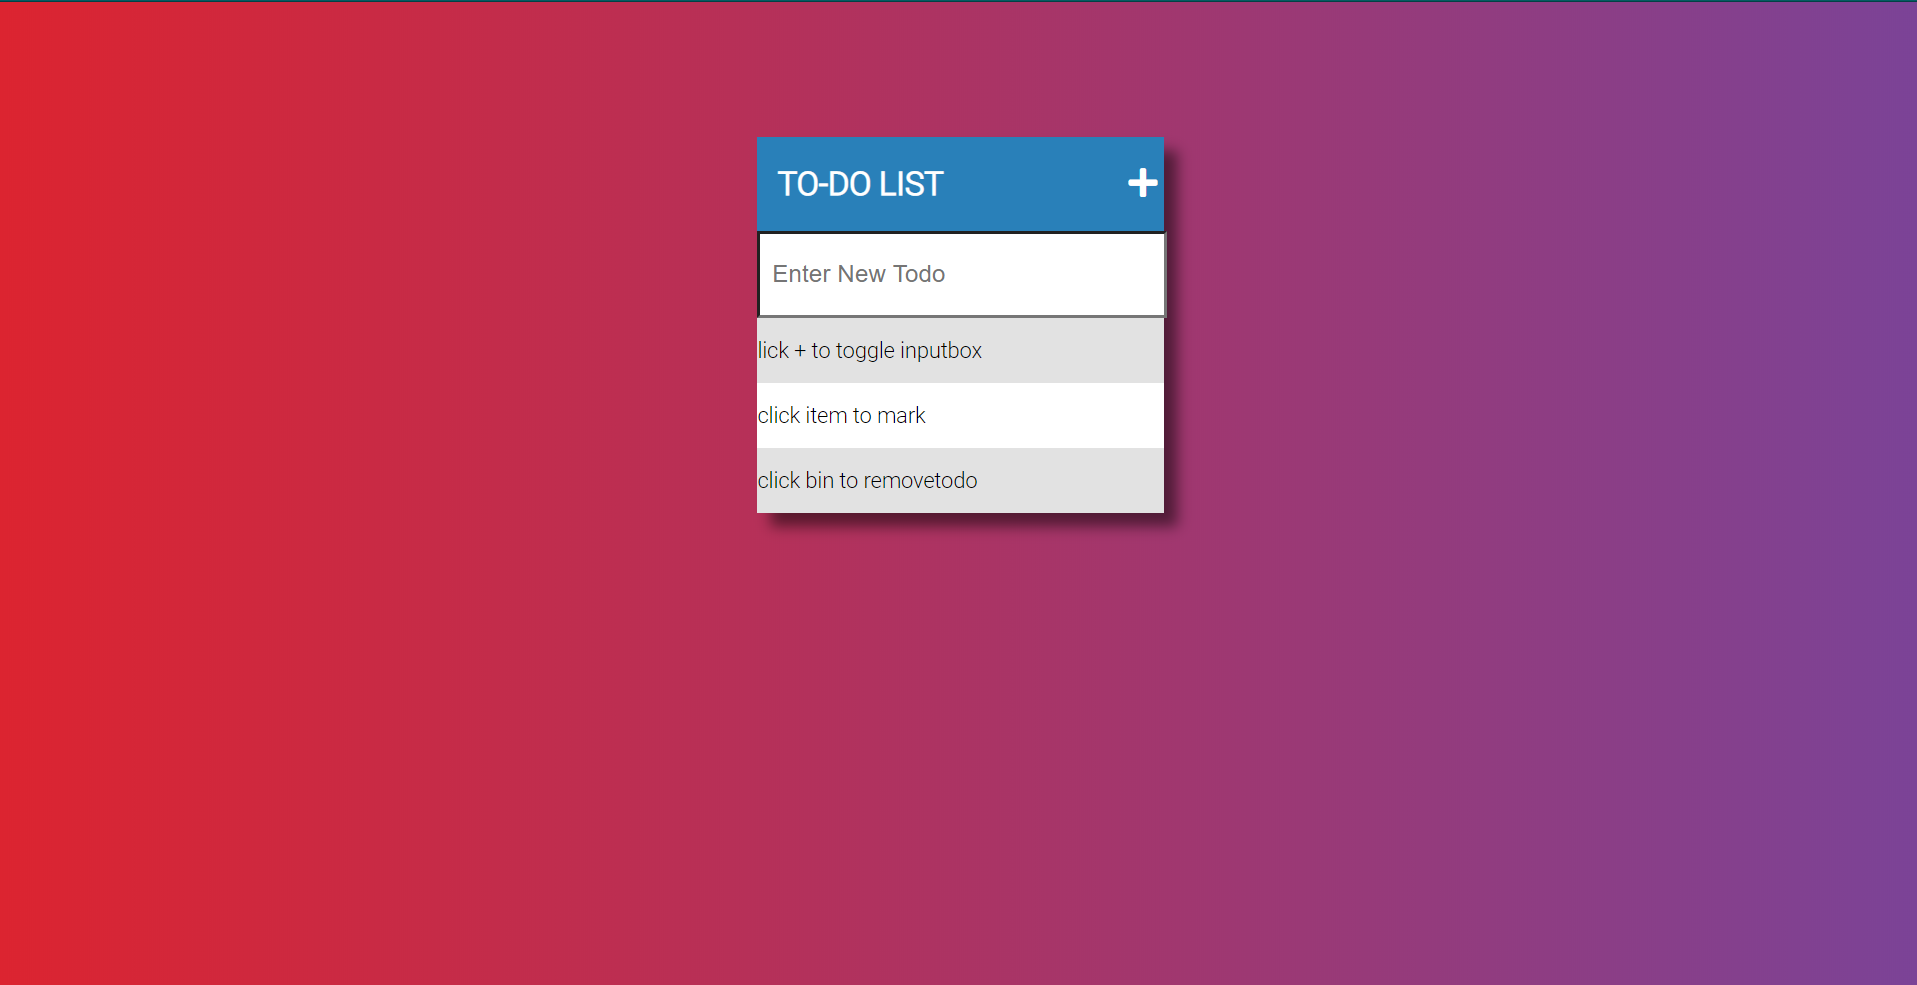 TO-DO LIST
Enter New Todo
lick + to toggle inputbox
click item to mark
click bin to removetodo